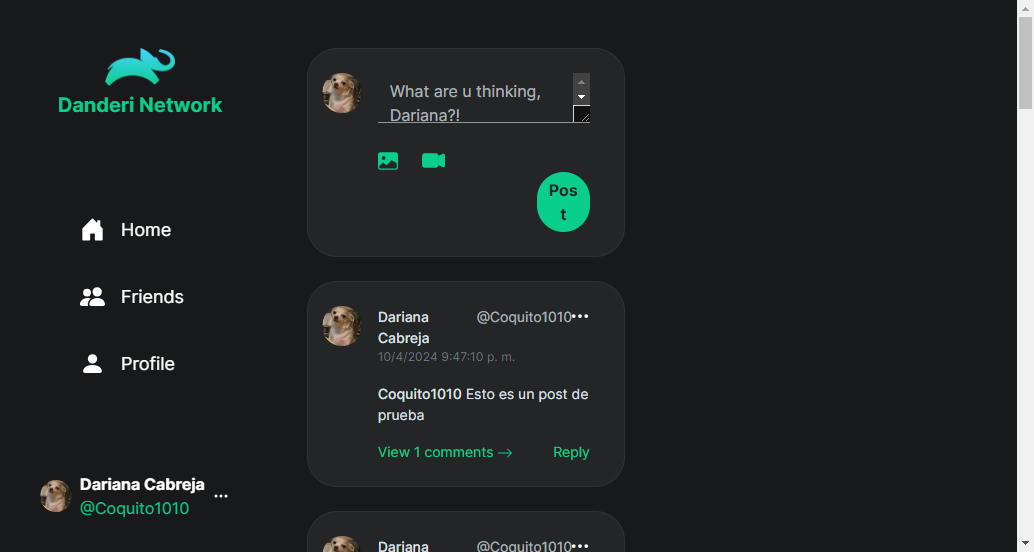 Danderi Network
Home
Friends
Profile
Dariana Cabreja
@Coquito1010
What are u thinking,
Dariana?!
Pos
t
Dariana
Cabreja
@Coquito1010
10/4/2024 9:47:10 p. m.
Coquito1010 Esto es un post de
prueba
View 1 comments
Reply
Dariana
@Coquito1010